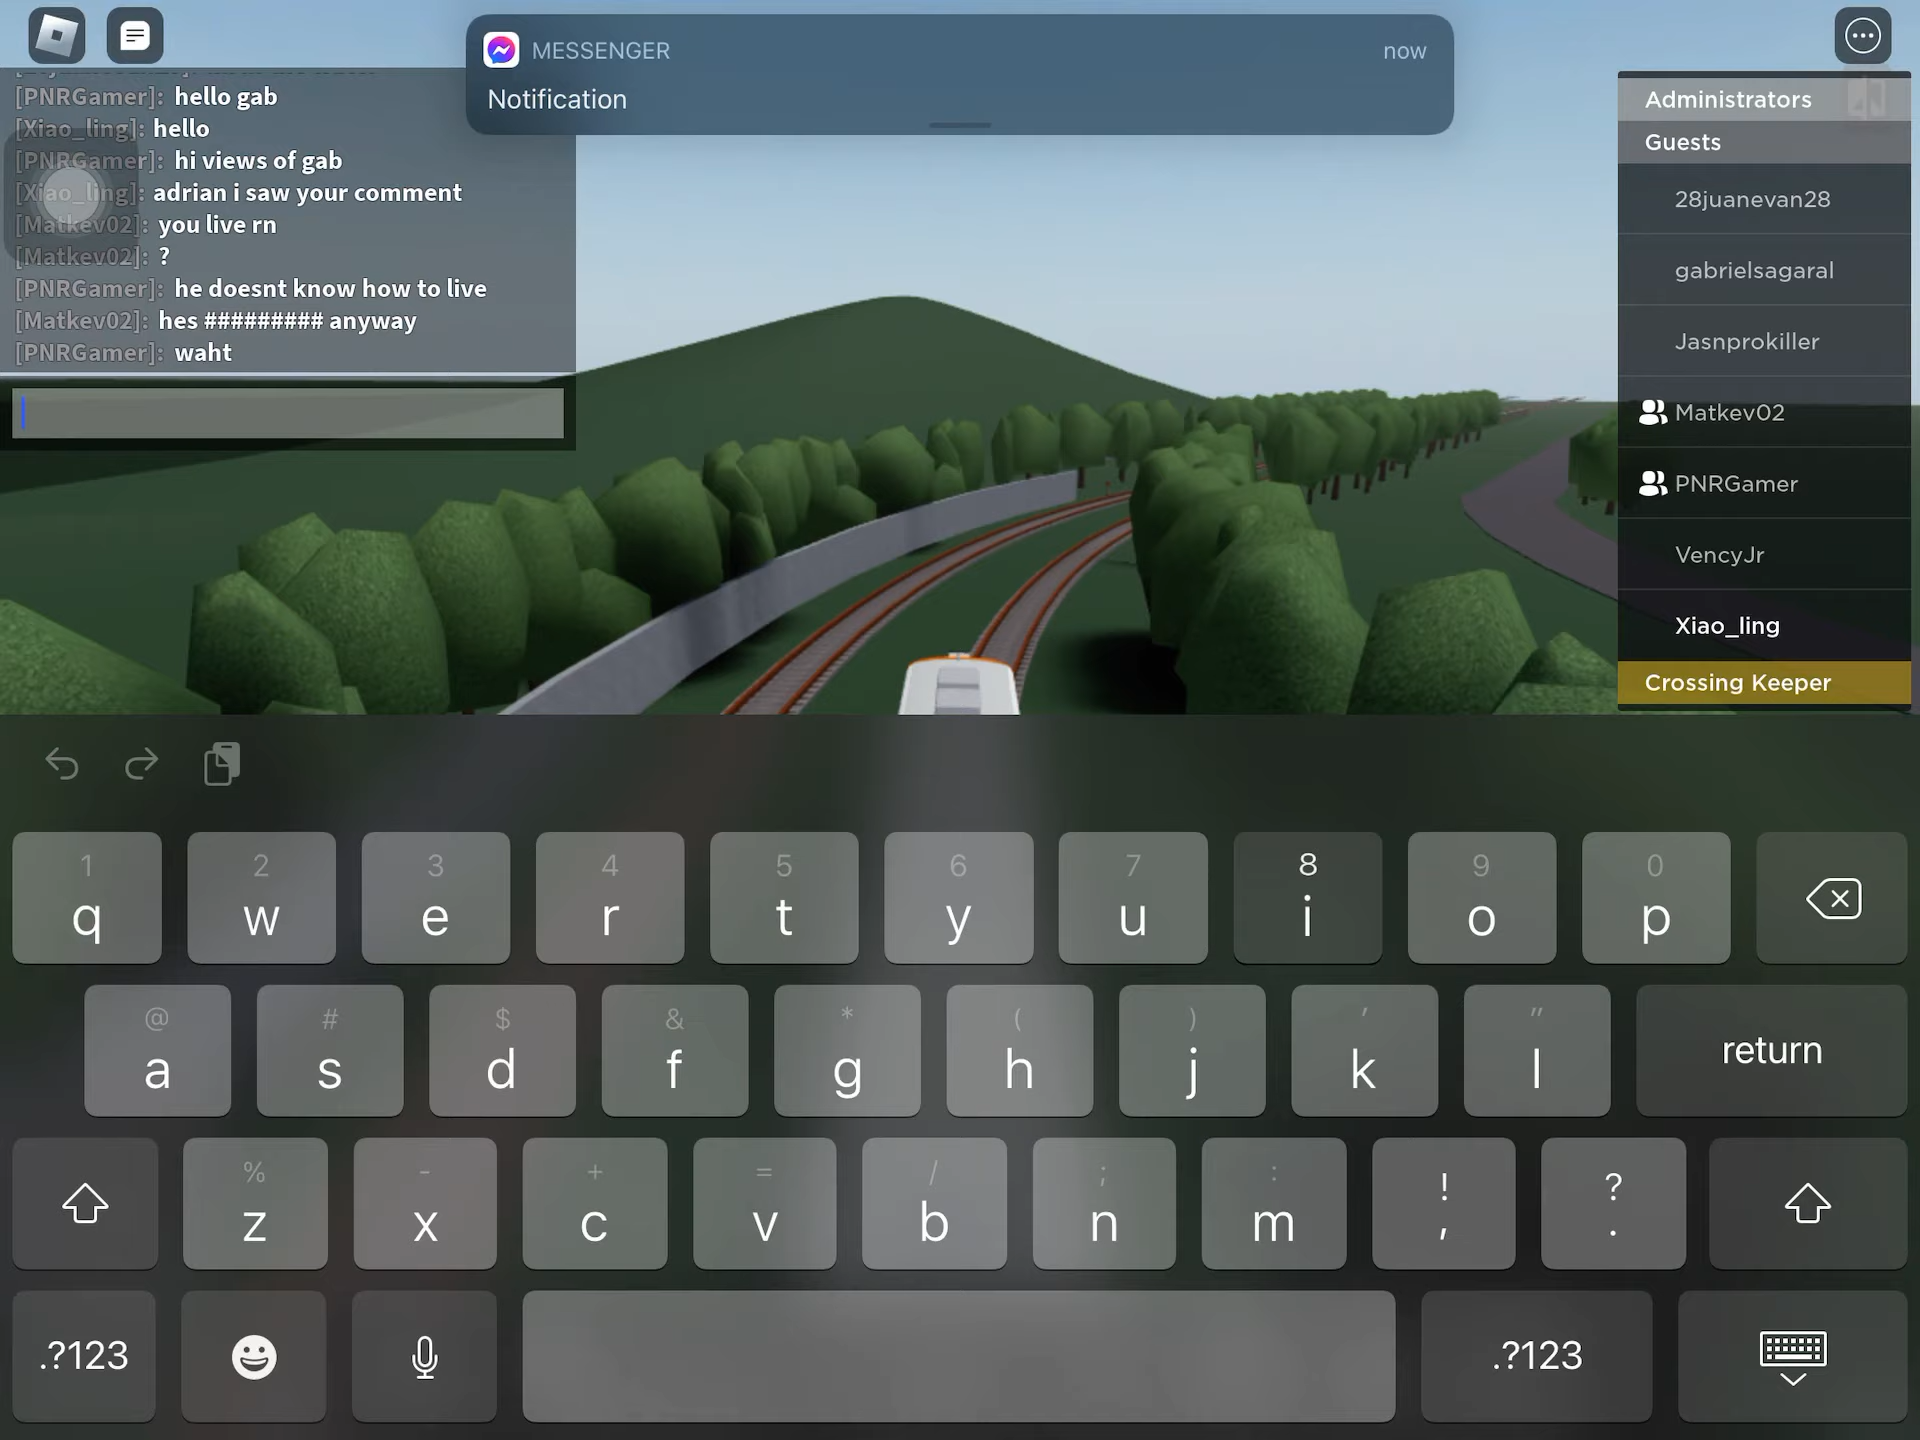 MESSENGER
now
Notification
[PNRGamer]: hello gab
[Xiao_ling]: hello
[PNRGamer]: hi views of gab
[Xiao_ling]: adrian i saw your comment
[Matkev02]: you live rn
[Matkev02]: ?
[PNRGamer]: he doesnt know how to live
[Matkev02]: hes ######### anyway
[PNRGamer]: waht
Administrators
Guests
28juanevan28
gabrielsagaral
Jasnprokiller
Matkev02
PNRGamer
VencyJr
Xiao_ling
Crossing Keeper
1 2 3 4 5 6 7 8 9 0
q w e r t y u i o p
@ # $ & * ( ) ' "
a s d f g h j k l return
% - + = / ; : ! ?
z x c v b n m , .
.?123 .?123